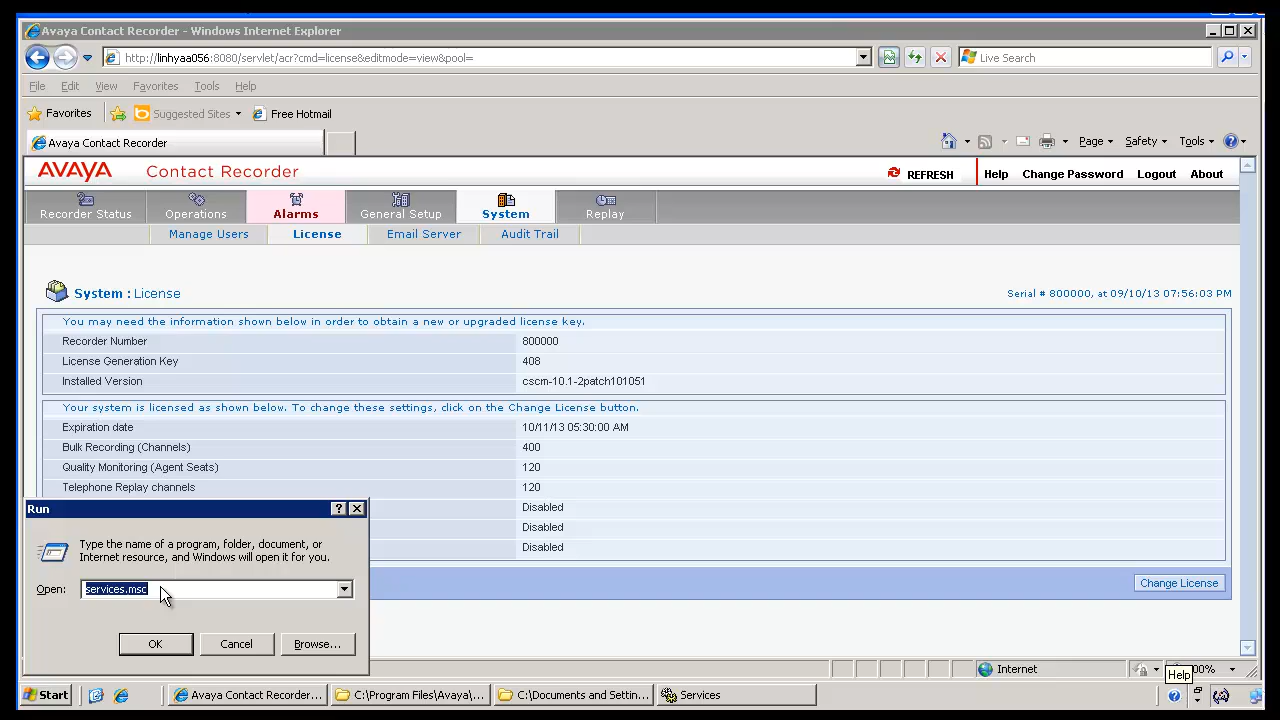 Avaya Contact Recorder - Windows Internet Explorer
http://linhyaa056:8080/servlet/acr?cmd=license&editmode=view&pool=
Live Search
File Edit View Favorites Tools Help
Favorites Suggested Sites Free Hotmail
Avaya Contact Recorder
Page Safety Tools
AVAYA Contact Recorder
REFRESH Help Change Password Logout About
Recorder Status Operations Alarms General Setup System Replay
Manage Users License Email Server Audit Trail
System : License
Serial # 800000, at 09/10/13 07:56:03 PM
You may need the information shown below in order to obtain a new or upgraded license key.
Recorder Number 800000
License Generation Key 408
Installed Version cscm-10.1-2patch101051
Your system is licensed as shown below. To change these settings, click on the Change License button.
Expiration date 10/11/13 05:30:00 AM
Bulk Recording (Channels) 400
Quality Monitoring (Agent Seats) 120
Telephone Replay channels 120
Disabled
Disabled
Disabled
Change License
Run
Type the name of a program, folder, document, or
Internet resource, and Windows will open it for you.
Open: services.msc
OK Cancel Browse...
Internet
00%
Help
Start Avaya Contact Recorder... C:\Program Files\Avaya\... C:\Documents and Settin... Services